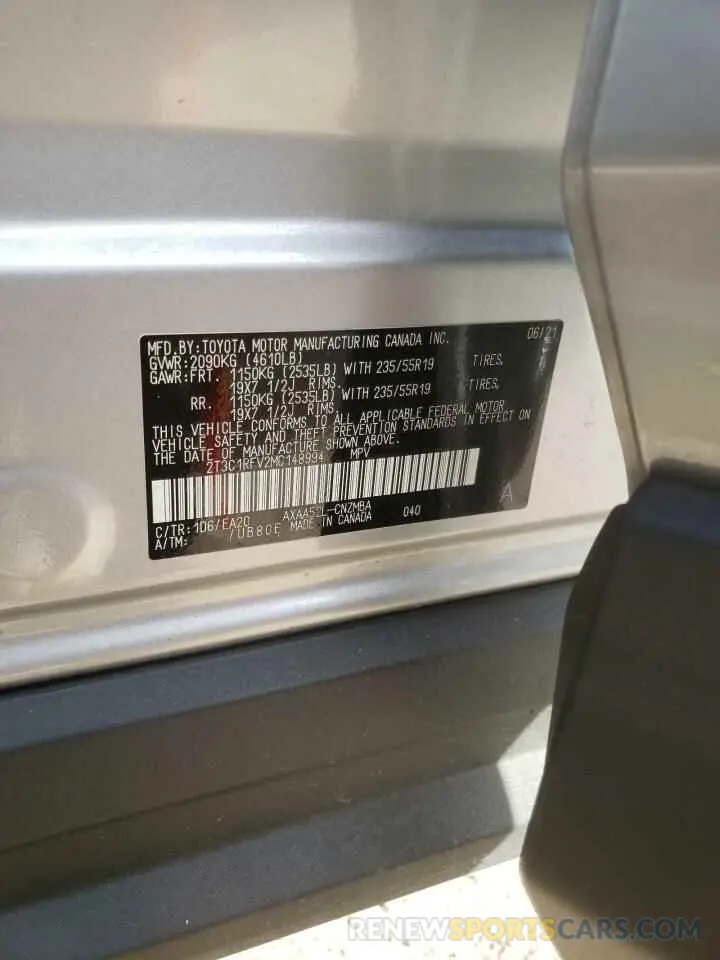 MFD. BY: TOYOTA MOTOR MANUFACTURING CANADA INC. 06/21
GVWR: 2090KG (4610LB)
GAWR: FRT. 1150KG (2535LB) WITH 235/55R19 TIRES,
19X7 1/2J RIMS.
RR. 1150KG (2535LB) WITH 235/55R19 TIRES,
19X7 1/2J RIMS.
THIS VEHICLE CONFORMS TO ALL APPLICABLE FEDERAL MOTOR
VEHICLE SAFETY AND THEFT PREVENTION STANDARDS IN EFFECT ON
THE DATE OF MANUFACTURE SHOWN ABOVE.
2T3C1RFV2MC148994 MPV
A
C/TR: 1D6/EA20 AXAA52L-CNZMBA 040
A/TM: /UB80E MADE IN CANADA
RENEWSPORTSCARS.COM